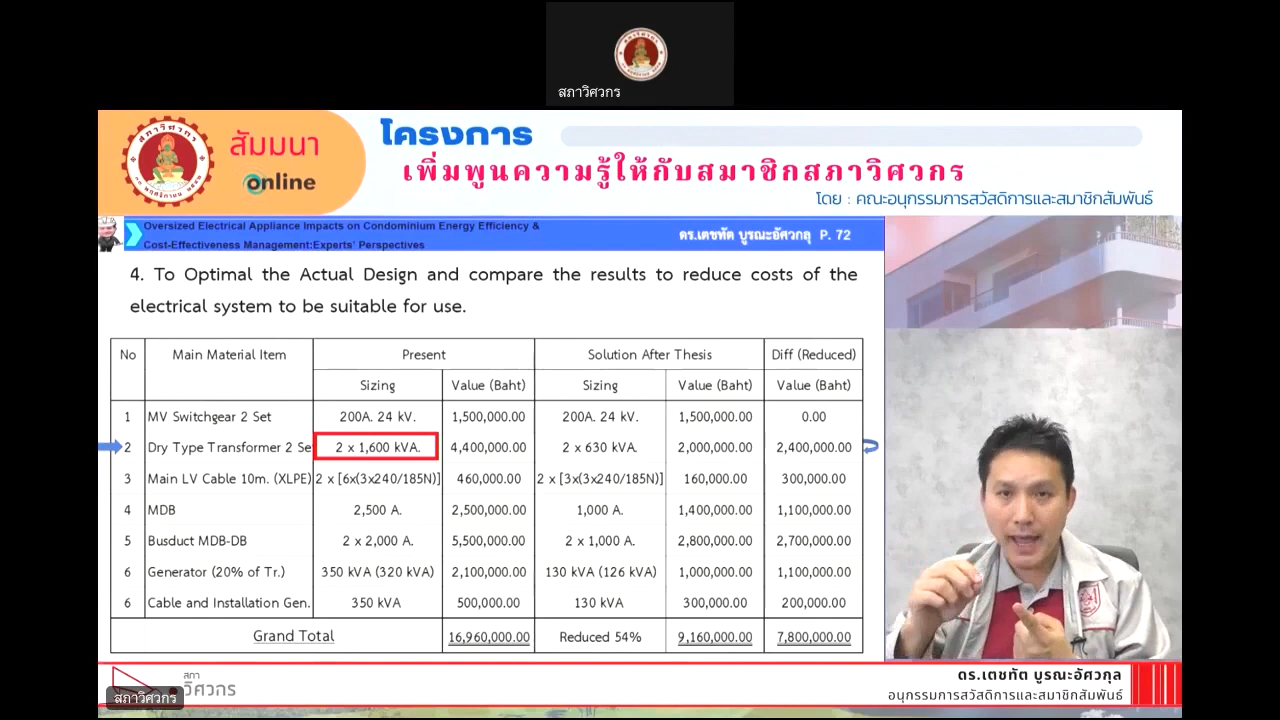 สภาวิศวกร
สัมมนา
online
โครงการ
เพิ่มพูนความรู้ให้กับสมาชิกสภาวิศวกร
โดย : คณะอนุกรรมการสวัสดิการและสมาชิกสัมพันธ์
Oversized Electrical Appliance Impacts on Condominium Energy Efficiency &
Cost-Effectiveness Management:Experts' Perspectives
ดร.เตชทัต บูรณะอัศวกลุ P. 72
4. To Optimal the Actual Design and compare the results to reduce costs of the
electrical system to be suitable for use.
No Main Material Item Present Solution After Thesis Diff (Reduced)
Sizing Value (Baht) Sizing Value (Baht) Value (Baht)
1 MV Switchgear 2 Set 200A. 24 kV. 1,500,000.00 200A. 24 kV. 1,500,000.00 0.00
2 Dry Type Transformer 2 Se 2 x 1,600 kVA. 4,400,000.00 2 x 630 kVA. 2,000,000.00 2,400,000.00
3 Main LV Cable 10m. (XLPE) 2 x [6x(3x240/185N)] 460,000.00 2 x [3x(3x240/185N)] 160,000.00 300,000.00
4 MDB 2,500 A. 2,500,000.00 1,000 A. 1,400,000.00 1,100,000.00
5 Busduct MDB-DB 2 x 2,000 A. 5,500,000.00 2 x 1,000 A. 2,800,000.00 2,700,000.00
6 Generator (20% of Tr.) 350 kVA (320 kVA) 2,100,000.00 130 kVA (126 kVA) 1,000,000.00 1,100,000.00
6 Cable and Installation Gen. 350 kVA 500,000.00 130 kVA 300,000.00 200,000.00
Grand Total 16,960,000.00 Reduced 54% 9,160,000.00 7,800,000.00
สภา
วิศวกร
สภาวิศวกร
ดร.เตชทัต บูรณะอัศวกุล
อนุกรรมการสวัสดิการและสมาชิกสัมพันธ์